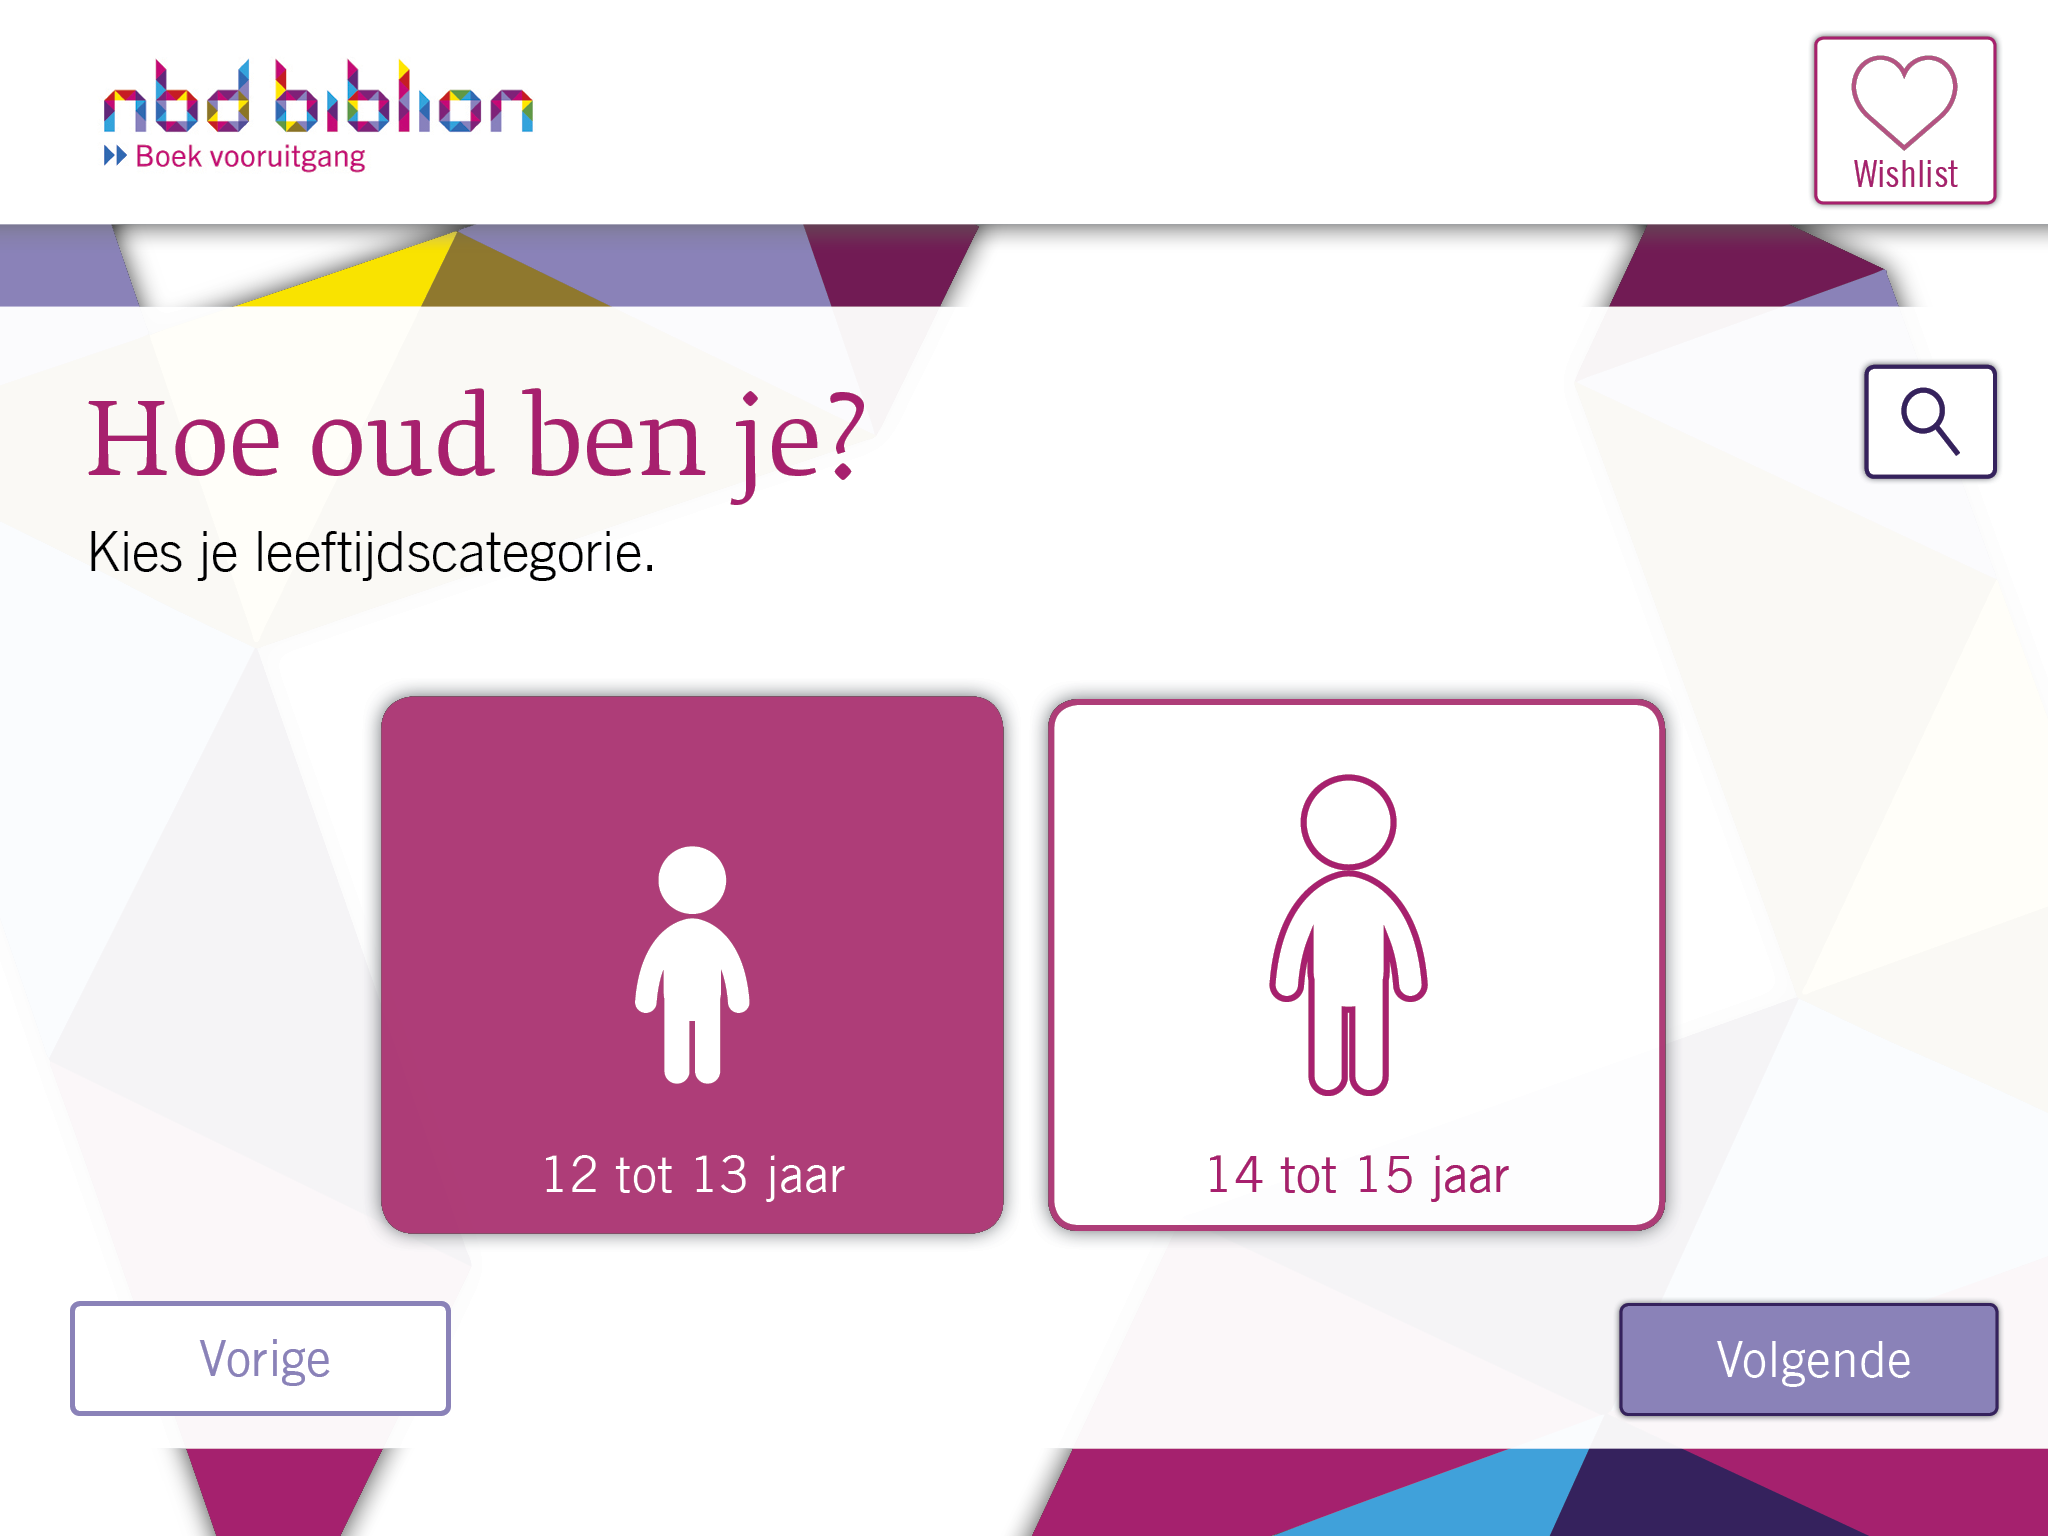 nbd biblion
Boek vooruitgang
Wishlist
Hoe oud ben je?
Kies je leeftijdscategorie.
12 tot 13 jaar
14 tot 15 jaar
Vorige
Volgende